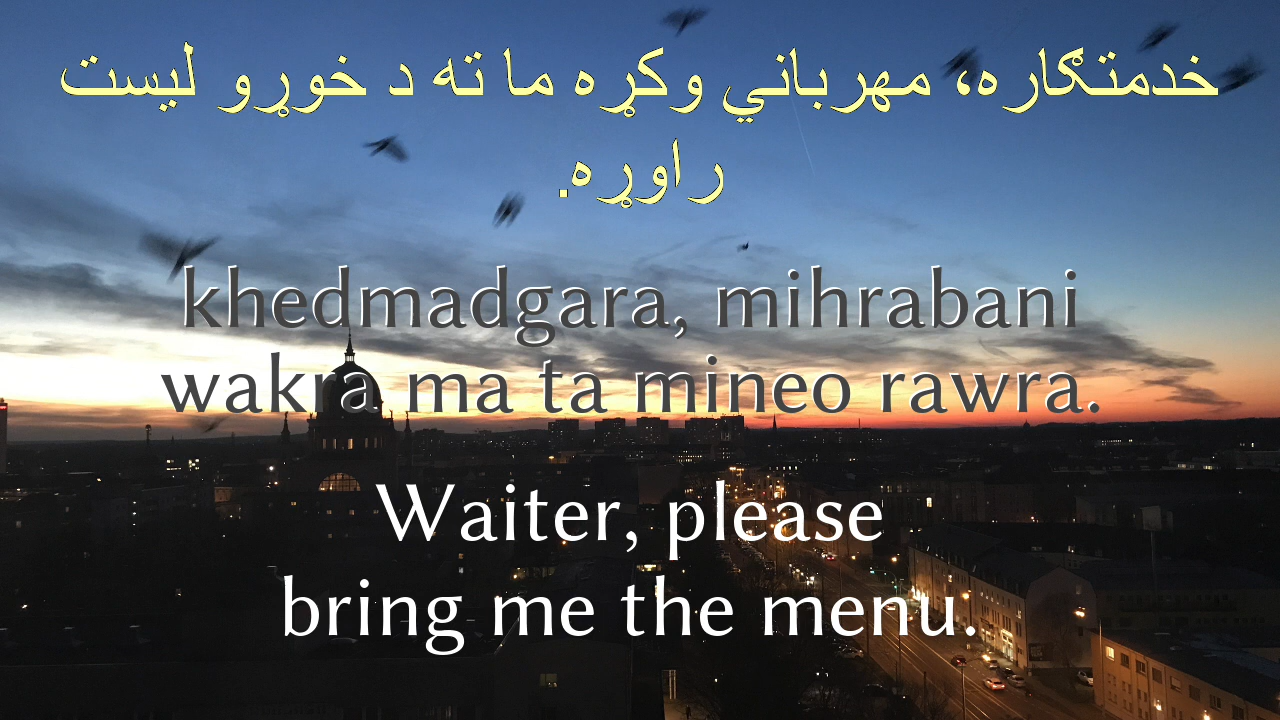 خدمتګاره، مهرباني وکړه ما ته د خوړو لیست
راوړه.
khedmadgara, mihrabani
wakra ma ta mineo rawra.
Waiter, please
bring me the menu.